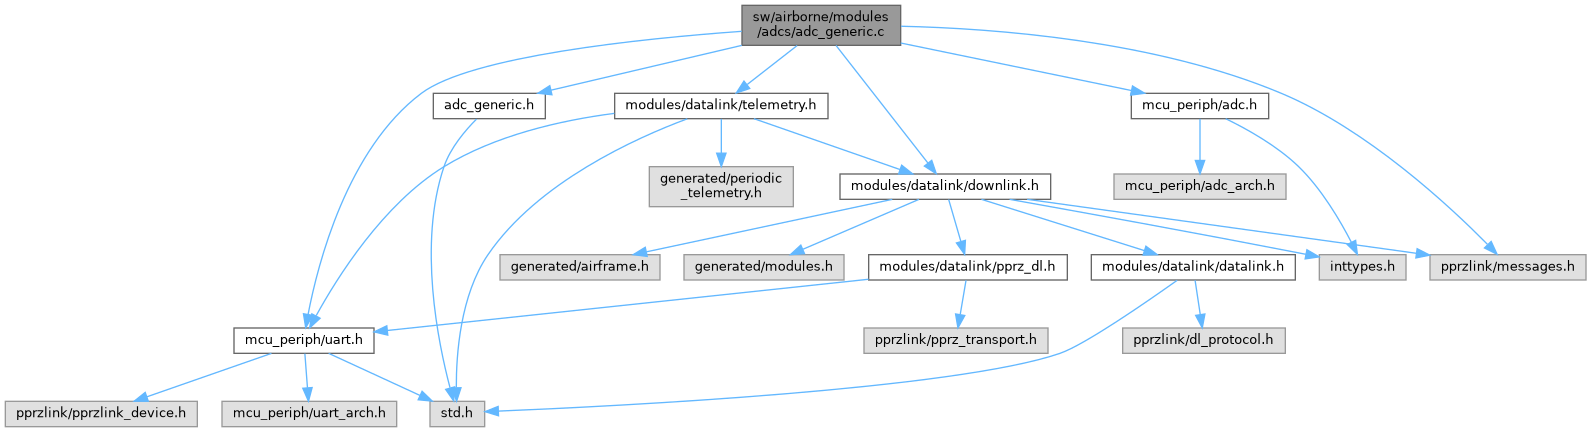 sw/airborne/modules
/adcs/adc_generic.c
adc_generic.h
modules/datalink/telemetry.h
mcu_periph/adc.h
generated/periodic
_telemetry.h
modules/datalink/downlink.h
mcu_periph/adc_arch.h
generated/airframe.h
generated/modules.h
modules/datalink/pprz_dl.h
modules/datalink/datalink.h
inttypes.h
pprzlink/messages.h
mcu_periph/uart.h
pprzlink/pprz_transport.h
pprzlink/dl_protocol.h
pprzlink/pprzlink_device.h
mcu_periph/uart_arch.h
std.h